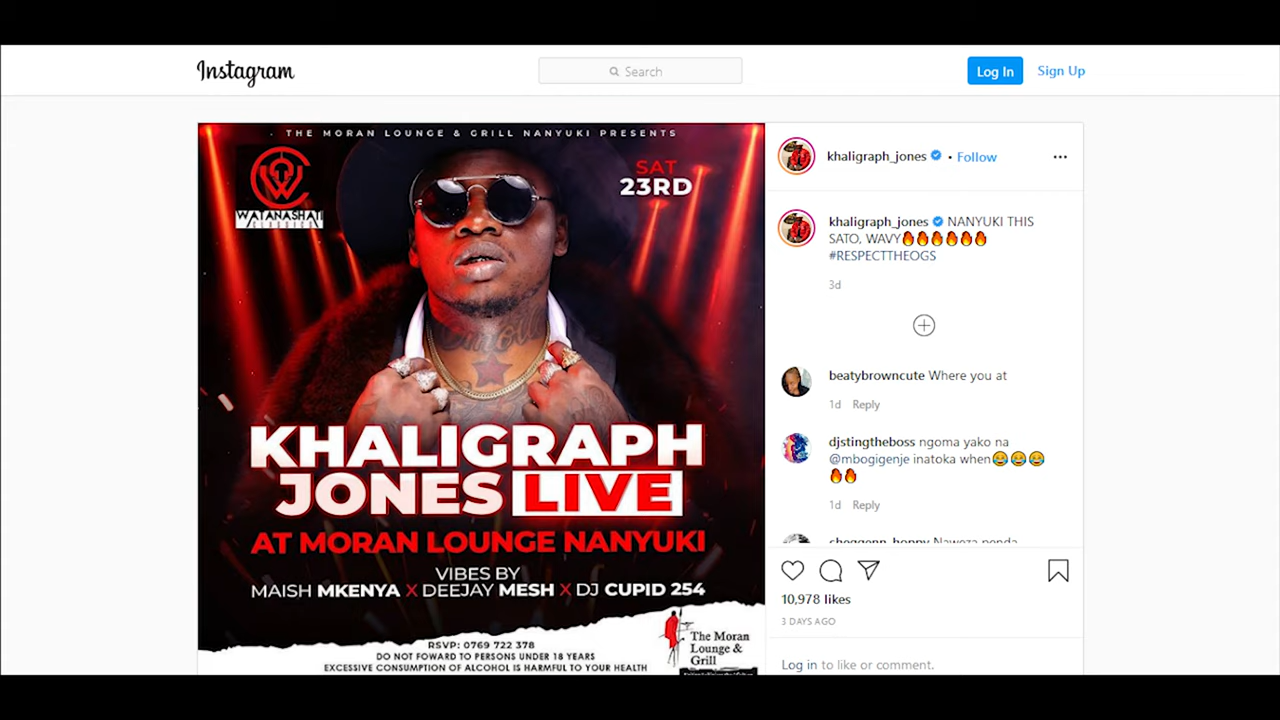 Instagram
Search
Log In
Sign Up
THE MORAN LOUNGE & GRILL NANYUKI PRESENTS
WATANASHATI
CLASSICS
SAT
23RD
KHALIGRAPH
JONES LIVE
AT MORAN LOUNGE NANYUKI
VIBES BY
MAISH MKENYA X DEEJAY MESH X DJ CUPID 254
RSVP: 0769 722 378
DO NOT FOWARD TO PERSONS UNDER 18 YEARS
EXCESSIVE CONSUMPTION OF ALCOHOL IS HARMFUL TO YOUR HEALTH
The Moran
Lounge &
Grill
khaligraph_jones • Follow
khaligraph_jones NANYUKI THIS
SATO, WAVY🔥🔥🔥🔥🔥🔥
#RESPECTTHEOGS
3d
beatybrowncute Where you at
1d Reply
djstingtheboss ngoma yako na
@mbogigenje inatoka when😂😂😂
🔥🔥
1d Reply
10,978 likes
3 DAYS AGO
Log in to like or comment.